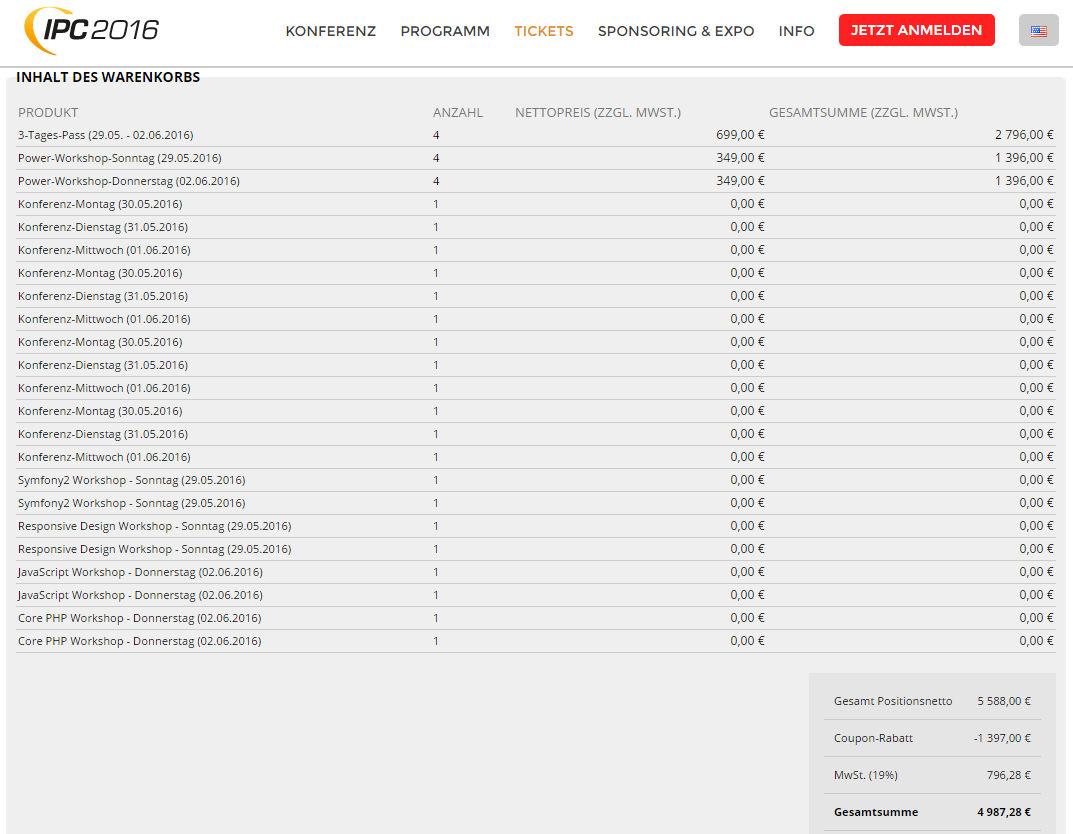 IPC 2016 KONFERENZ PROGRAMM TICKETS SPONSORING & EXPO INFO JETZT ANMELDEN
INHALT DES WARENKORBS
PRODUKT ANZAHL NETTOPREIS (ZZGL. MWST.) GESAMTSUMME (ZZGL. MWST.)
3-Tages-Pass (29.05. - 02.06.2016) 4 699,00 € 2 796,00 €
Power-Workshop-Sonntag (29.05.2016) 4 349,00 € 1 396,00 €
Power-Workshop-Donnerstag (02.06.2016) 4 349,00 € 1 396,00 €
Konferenz-Montag (30.05.2016) 1 0,00 € 0,00 €
Konferenz-Dienstag (31.05.2016) 1 0,00 € 0,00 €
Konferenz-Mittwoch (01.06.2016) 1 0,00 € 0,00 €
Konferenz-Montag (30.05.2016) 1 0,00 € 0,00 €
Konferenz-Dienstag (31.05.2016) 1 0,00 € 0,00 €
Konferenz-Mittwoch (01.06.2016) 1 0,00 € 0,00 €
Konferenz-Montag (30.05.2016) 1 0,00 € 0,00 €
Konferenz-Dienstag (31.05.2016) 1 0,00 € 0,00 €
Konferenz-Mittwoch (01.06.2016) 1 0,00 € 0,00 €
Konferenz-Montag (30.05.2016) 1 0,00 € 0,00 €
Konferenz-Dienstag (31.05.2016) 1 0,00 € 0,00 €
Konferenz-Mittwoch (01.06.2016) 1 0,00 € 0,00 €
Symfony2 Workshop - Sonntag (29.05.2016) 1 0,00 € 0,00 €
Symfony2 Workshop - Sonntag (29.05.2016) 1 0,00 € 0,00 €
Responsive Design Workshop - Sonntag (29.05.2016) 1 0,00 € 0,00 €
Responsive Design Workshop - Sonntag (29.05.2016) 1 0,00 € 0,00 €
JavaScript Workshop - Donnerstag (02.06.2016) 1 0,00 € 0,00 €
JavaScript Workshop - Donnerstag (02.06.2016) 1 0,00 € 0,00 €
Core PHP Workshop - Donnerstag (02.06.2016) 1 0,00 € 0,00 €
Core PHP Workshop - Donnerstag (02.06.2016) 1 0,00 € 0,00 €
Gesamt Positionsnetto 5 588,00 €
Coupon-Rabatt -1 397,00 €
MwSt. (19%) 796,28 €
Gesamtsumme 4 987,28 €